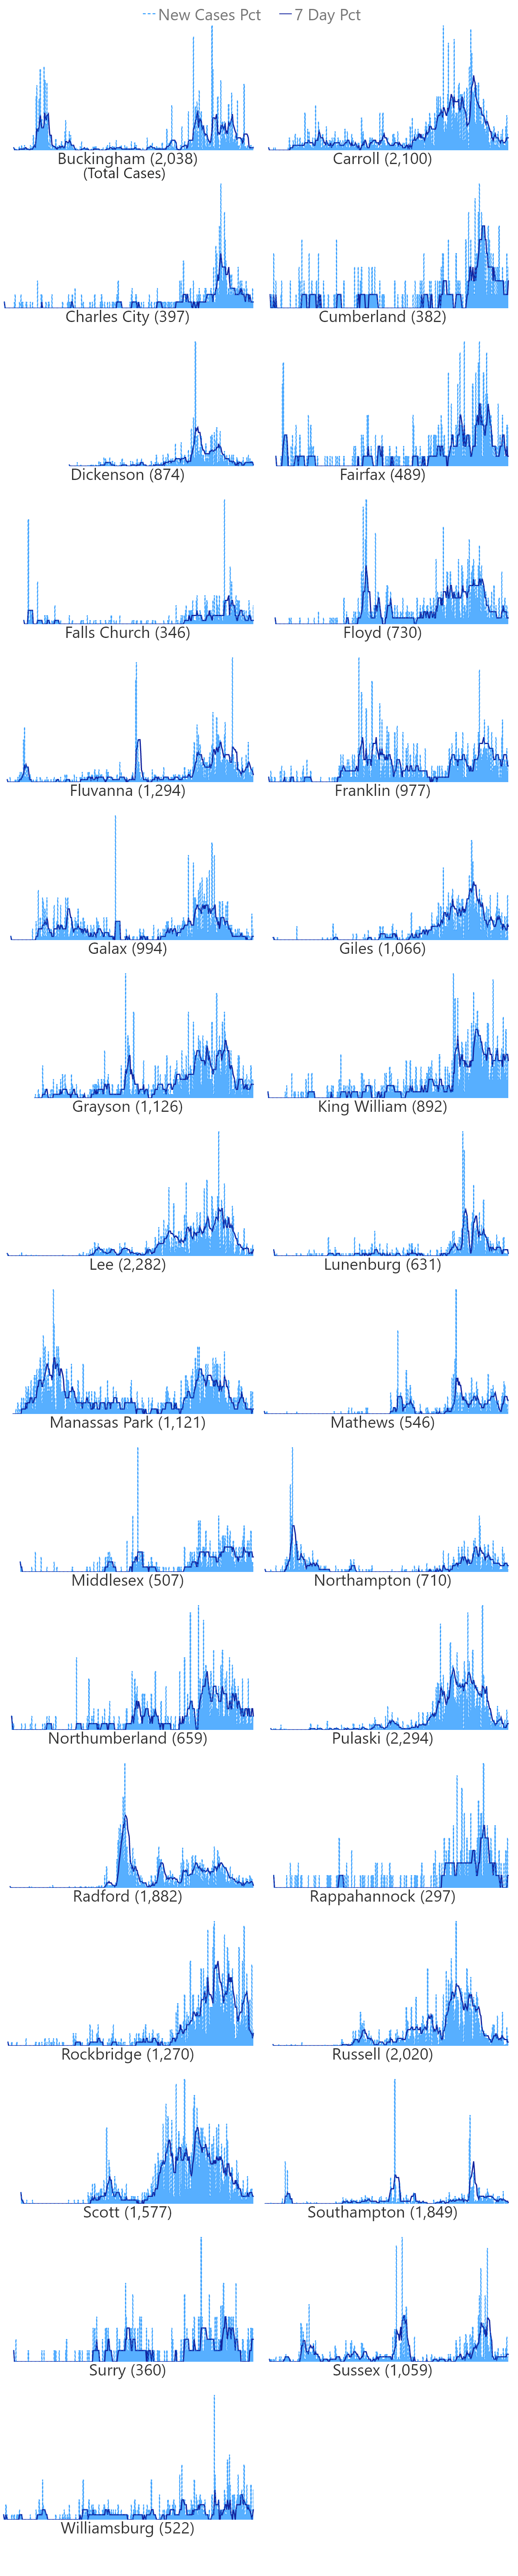 New Cases Pct 7 Day Pct
Buckingham (2,038) Carroll (2,100)
(Total Cases)
Charles City (397) Cumberland (382)
Dickenson (874) Fairfax (489)
Falls Church (346) Floyd (730)
Fluvanna (1,294) Franklin (977)
Galax (994) Giles (1,066)
Grayson (1,126) King William (892)
Lee (2,282) Lunenburg (631)
Manassas Park (1,121) Mathews (546)
Middlesex (507) Northampton (710)
Northumberland (659) Pulaski (2,294)
Radford (1,882) Rappahannock (297)
Rockbridge (1,270) Russell (2,020)
Scott (1,577) Southampton (1,849)
Surry (360) Sussex (1,059)
Williamsburg (522)